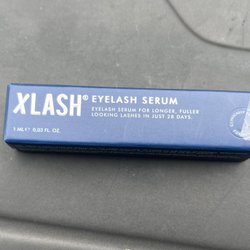 XLASH® EYELASH SERUM
EYELASH SERUM FOR LONGER, FULLER
LOOKING LASHES IN JUST 28 DAYS.
1 ML ℮ 0,03 FL. OZ.